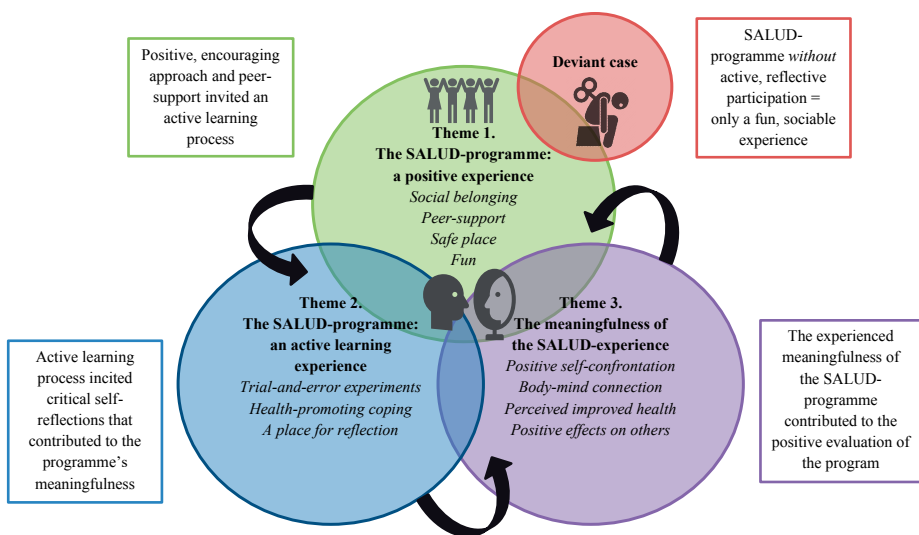 Positive, encouraging
approach and peer-
support invited an
active learning
process
Deviant case
SALUD-
programme without
active, reflective
participation =
only a fun, sociable
experience
Theme 1.
The SALUD-programme:
a positive experience
Social belonging
Peer-support
Safe place
Fun
Theme 2.
The SALUD-programme:
an active learning
experience
Trial-and-error experiments
Health-promoting coping
A place for reflection
Theme 3.
The meaningfulness of
the SALUD-experience
Positive self-confrontation
Body-mind connection
Perceived improved health
Positive effects on others
Active learning
process incited
critical self-
reflections that
contributed to the
programme's
meaningfulness
The experienced
meaningfulness of
the SALUD-
programme
contributed to the
positive evaluation of
the program